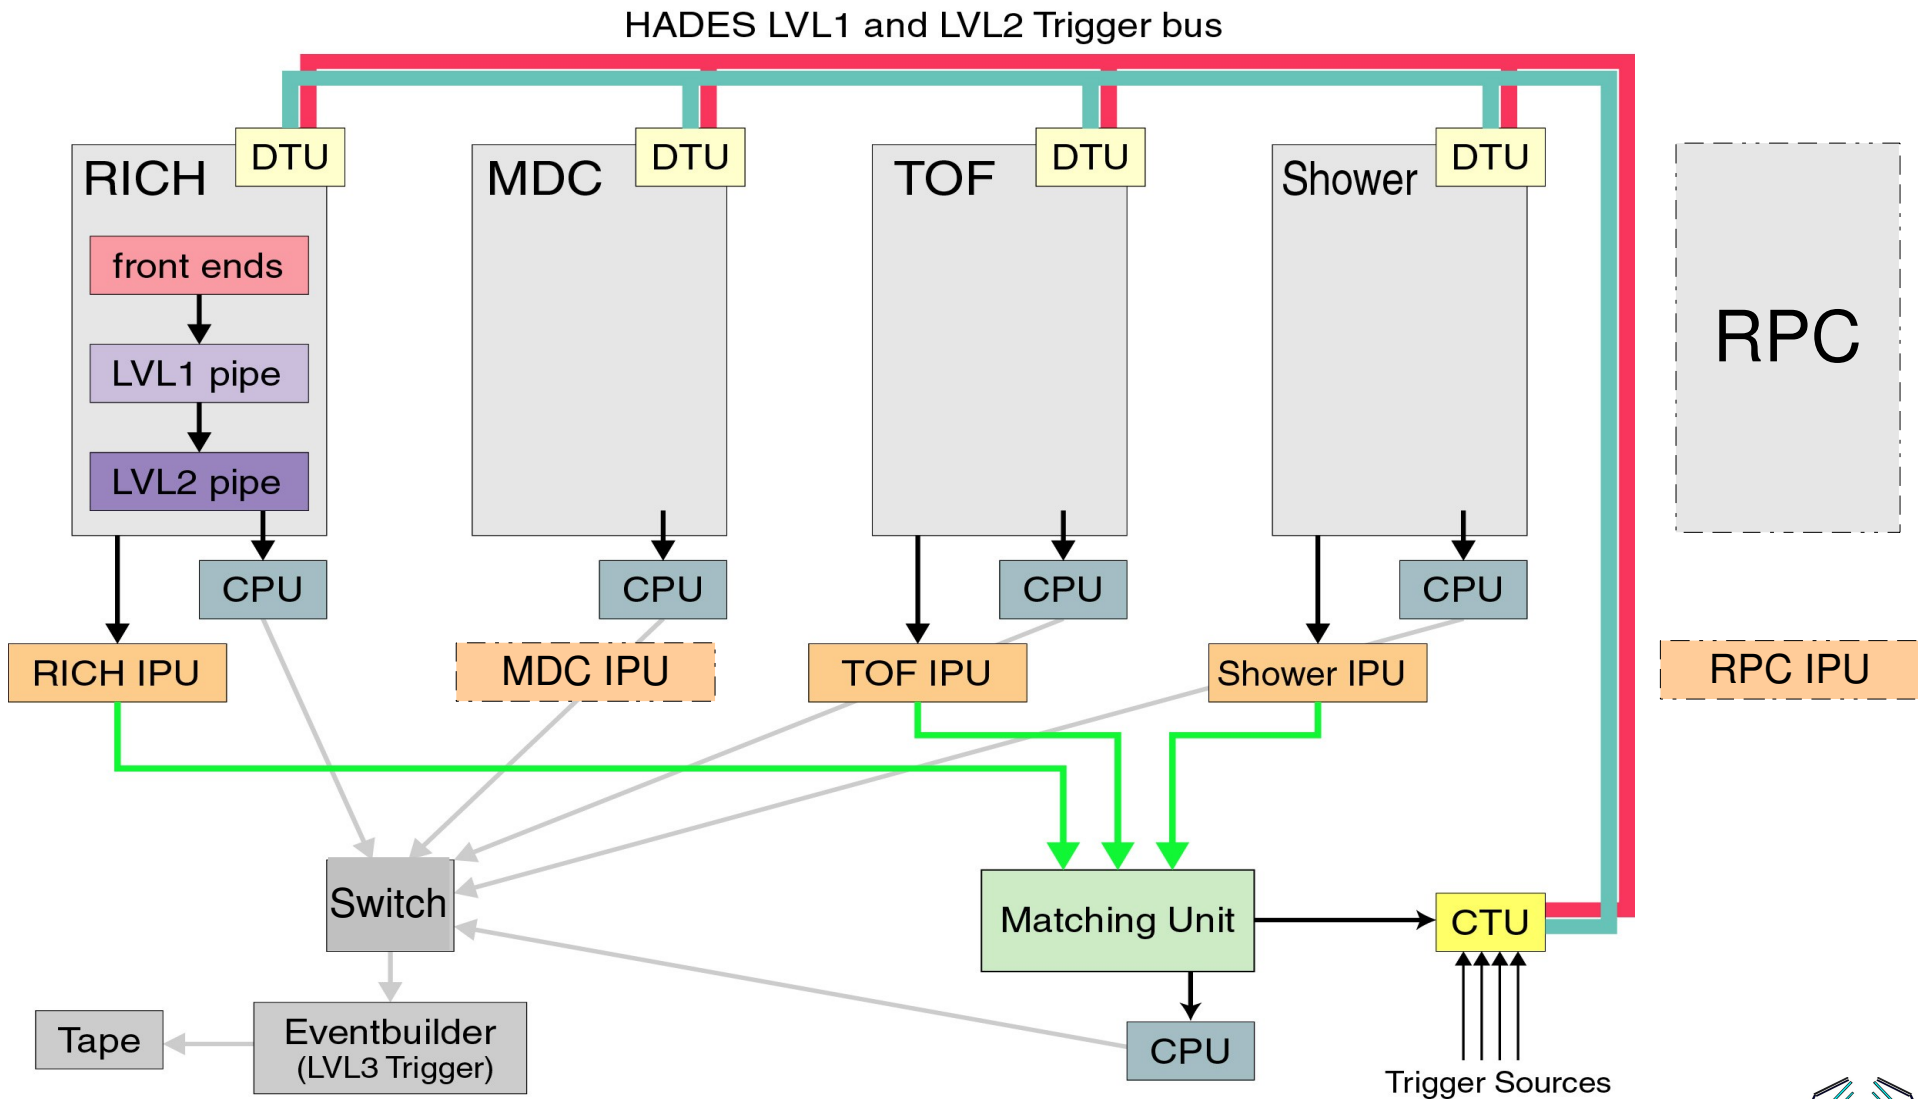 HADES LVL1 and LVL2 Trigger bus
DTU
DTU
DTU
DTU
RICH
MDC
TOF
Shower
front ends
LVL1 pipe
LVL2 pipe
RPC
CPU
CPU
CPU
CPU
RICH IPU
MDC IPU
TOF IPU
Shower IPU
RPC IPU
Switch
Matching Unit
CTU
Tape
Eventbuilder
(LVL3 Trigger)
CPU
Trigger Sources